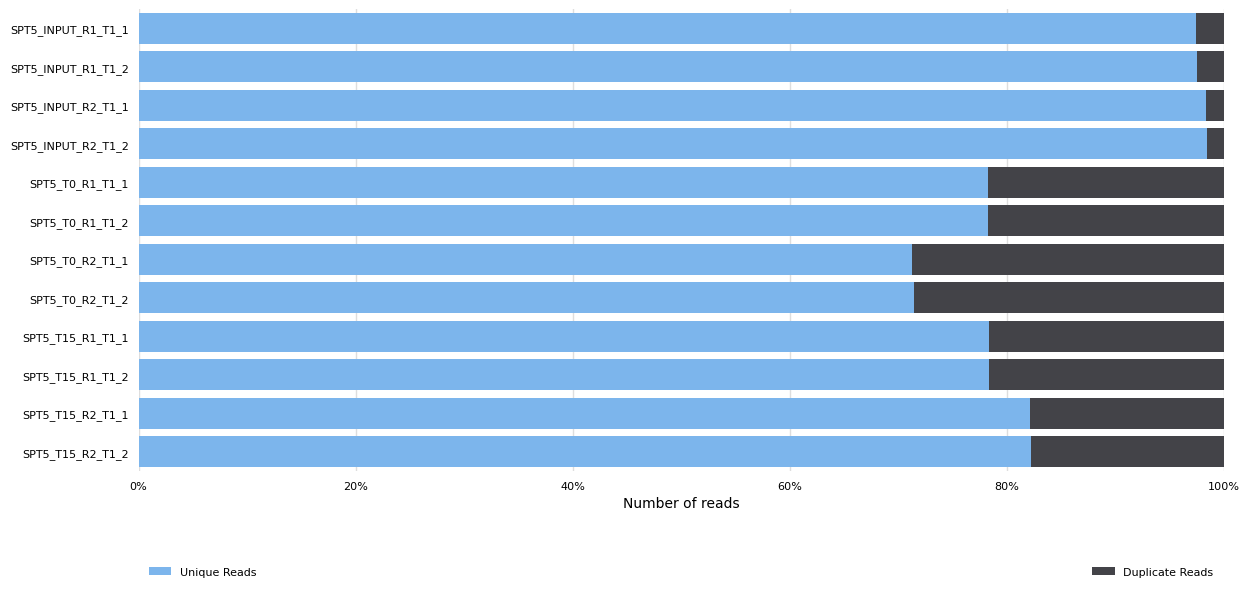 SPT5_INPUT_R1_T1_1
SPT5_INPUT_R1_T1_2
SPT5_INPUT_R2_T1_1
SPT5_INPUT_R2_T1_2
SPT5_T0_R1_T1_1
SPT5_T0_R1_T1_2
SPT5_T0_R2_T1_1
SPT5_T0_R2_T1_2
SPT5_T15_R1_T1_1
SPT5_T15_R1_T1_2
SPT5_T15_R2_T1_1
SPT5_T15_R2_T1_2
0% 20% 40% 60% 80% 100%
Number of reads
Unique Reads Duplicate Reads